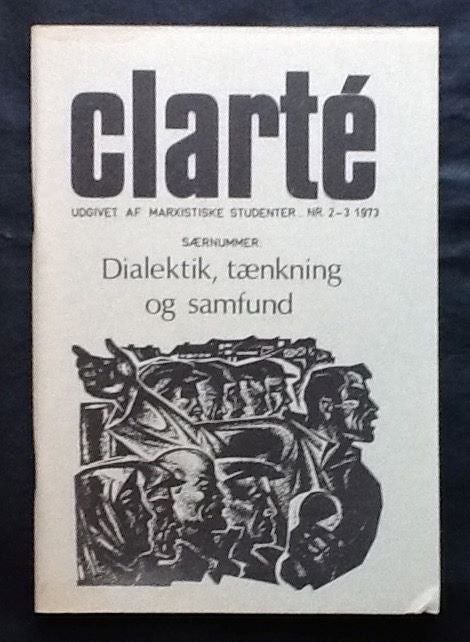 clarté
UDGIVET AF MARXISTISKE STUDENTER. NR. 2-3 1973
SÆRNUMMER:
Dialektik, tænkning
og samfund